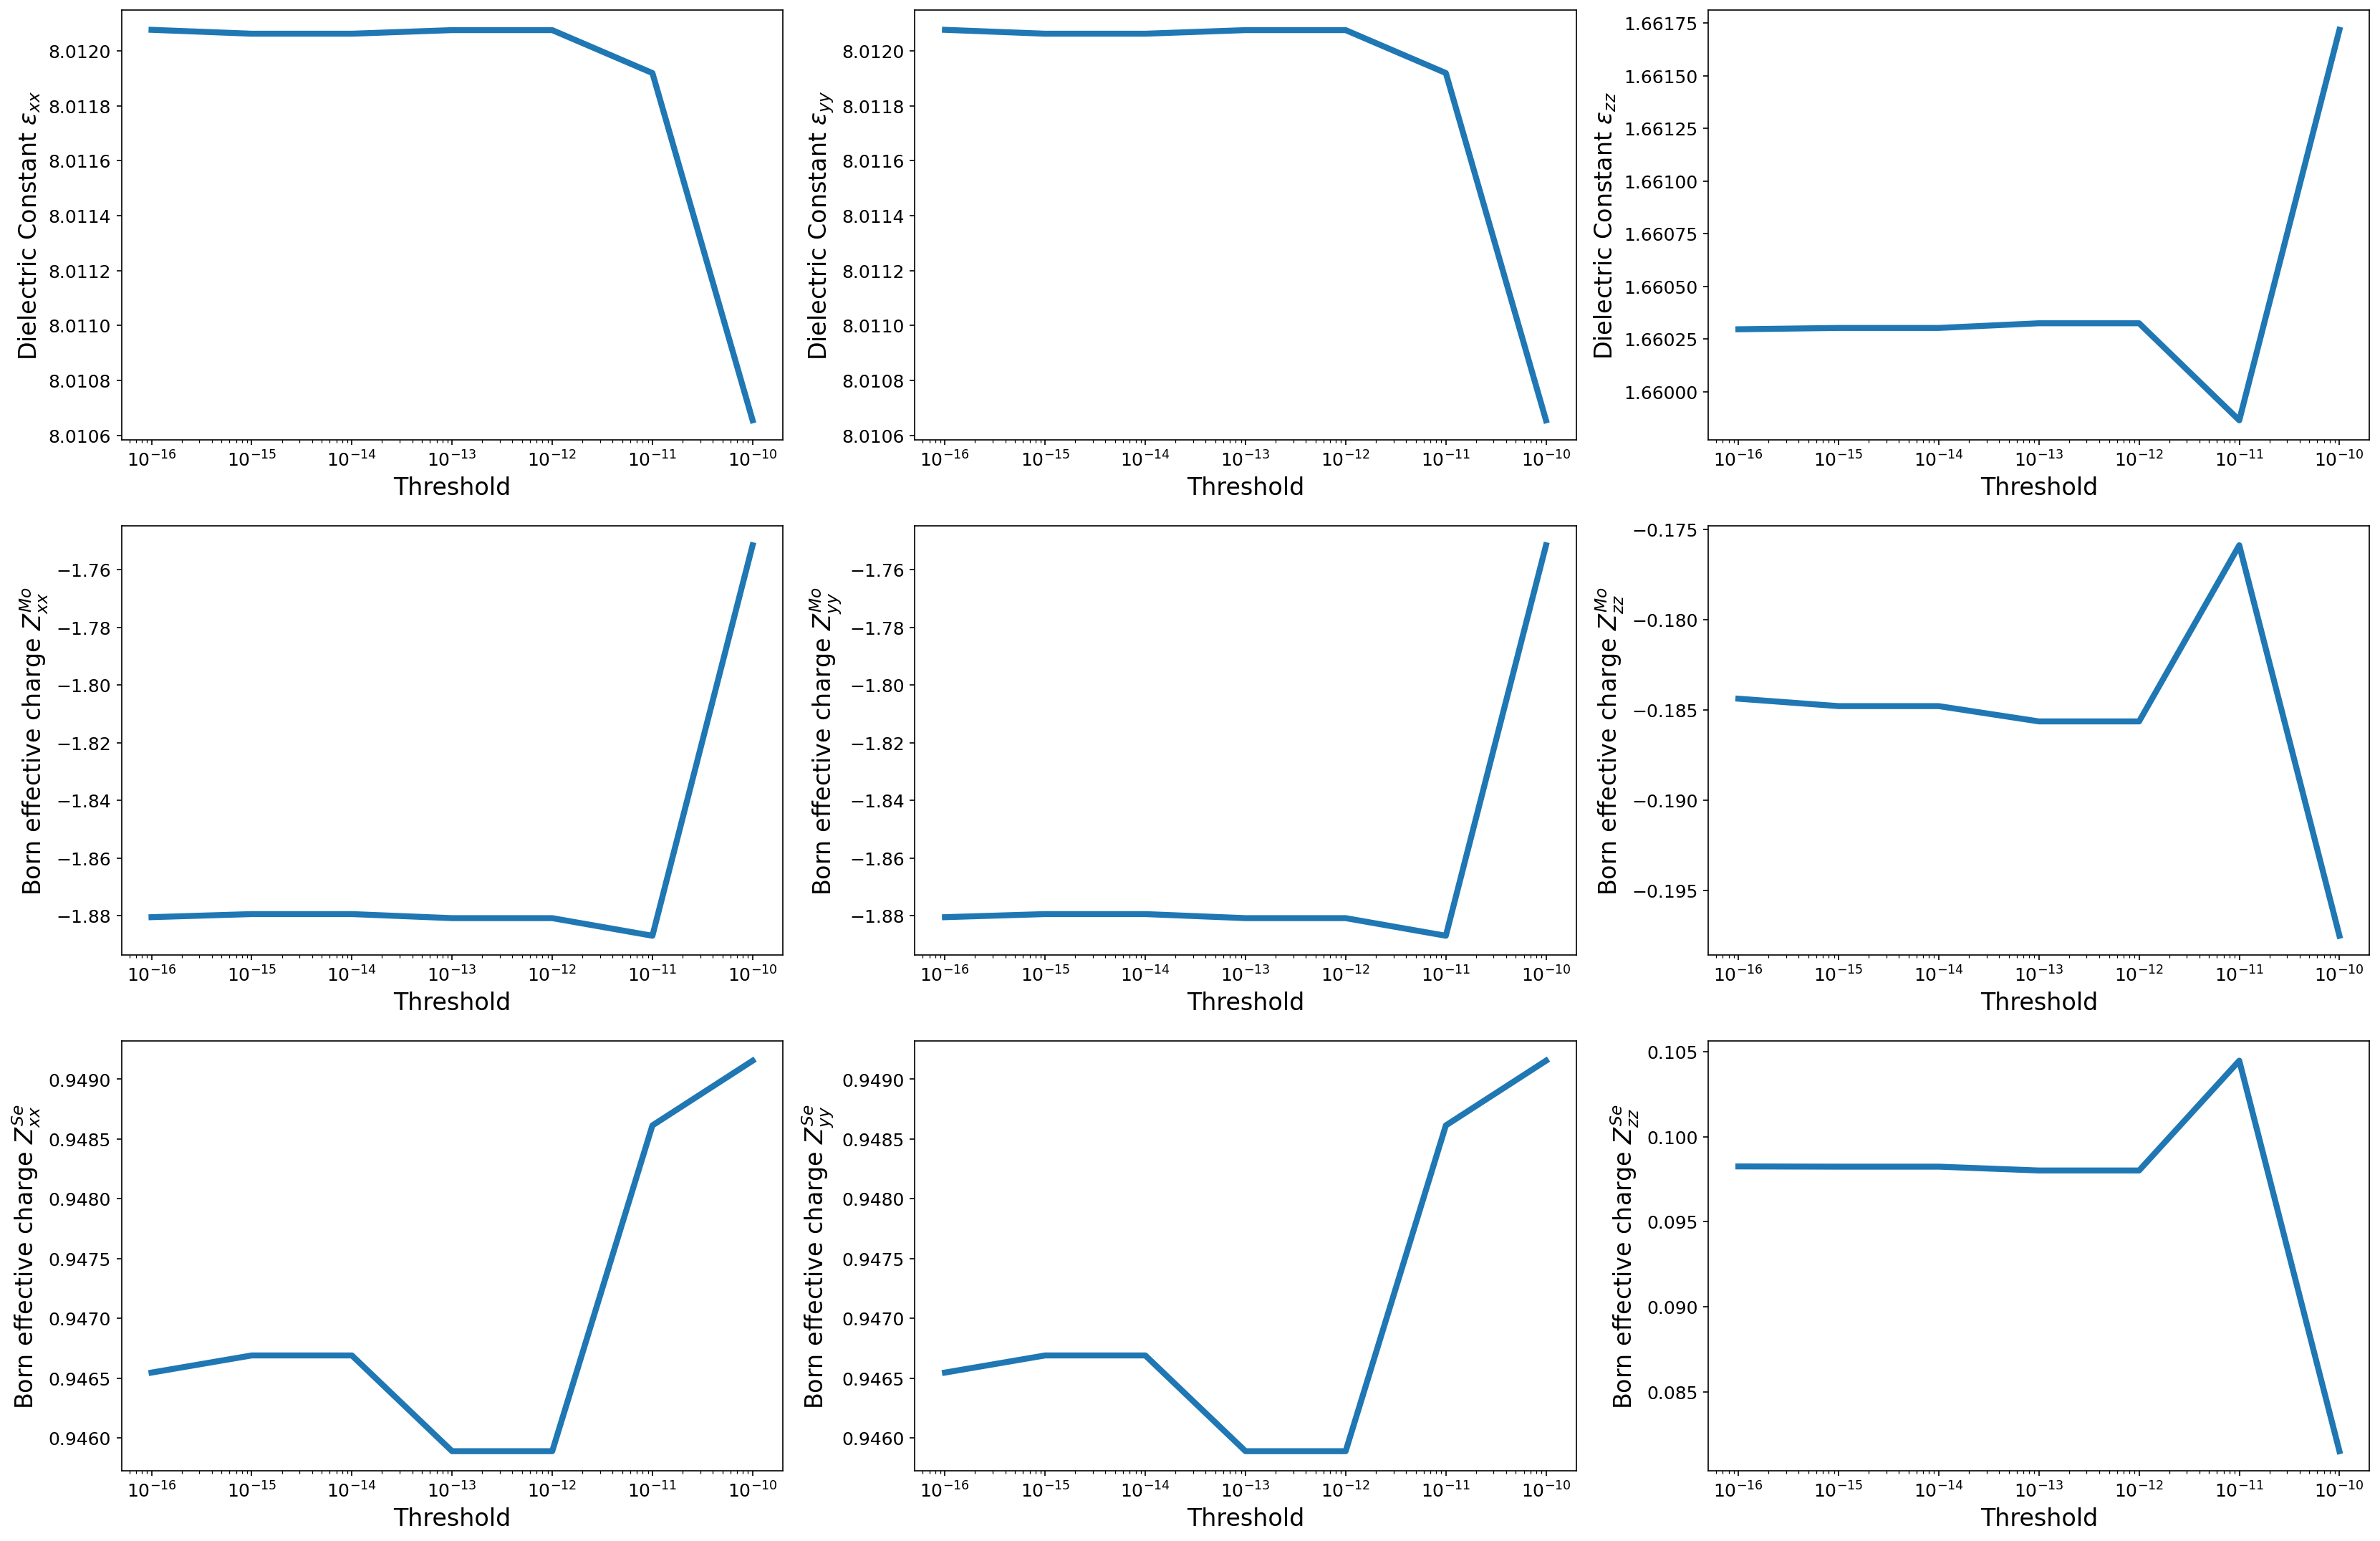 Dielectric Constant εxx
8.0120
8.0118
8.0116
8.0114
8.0112
8.0110
8.0108
8.0106
10⁻¹⁶ 10⁻¹⁵ 10⁻¹⁴ 10⁻¹³ 10⁻¹² 10⁻¹¹ 10⁻¹⁰
Threshold
Dielectric Constant εyy
8.0120
8.0118
8.0116
8.0114
8.0112
8.0110
8.0108
8.0106
10⁻¹⁶ 10⁻¹⁵ 10⁻¹⁴ 10⁻¹³ 10⁻¹² 10⁻¹¹ 10⁻¹⁰
Threshold
Dielectric Constant εzz
1.66175
1.66150
1.66125
1.66100
1.66075
1.66050
1.66025
1.66000
10⁻¹⁶ 10⁻¹⁵ 10⁻¹⁴ 10⁻¹³ 10⁻¹² 10⁻¹¹ 10⁻¹⁰
Threshold
Born effective charge Z^Mo_xx
−1.76
−1.78
−1.80
−1.82
−1.84
−1.86
−1.88
10⁻¹⁶ 10⁻¹⁵ 10⁻¹⁴ 10⁻¹³ 10⁻¹² 10⁻¹¹ 10⁻¹⁰
Threshold
Born effective charge Z^Mo_yy
−1.76
−1.78
−1.80
−1.82
−1.84
−1.86
−1.88
10⁻¹⁶ 10⁻¹⁵ 10⁻¹⁴ 10⁻¹³ 10⁻¹² 10⁻¹¹ 10⁻¹⁰
Threshold
Born effective charge Z^Mo_zz
−0.175
−0.180
−0.185
−0.190
−0.195
10⁻¹⁶ 10⁻¹⁵ 10⁻¹⁴ 10⁻¹³ 10⁻¹² 10⁻¹¹ 10⁻¹⁰
Threshold
Born effective charge Z^Se_xx
0.9490
0.9485
0.9480
0.9475
0.9470
0.9465
0.9460
10⁻¹⁶ 10⁻¹⁵ 10⁻¹⁴ 10⁻¹³ 10⁻¹² 10⁻¹¹ 10⁻¹⁰
Threshold
Born effective charge Z^Se_yy
0.9490
0.9485
0.9480
0.9475
0.9470
0.9465
0.9460
10⁻¹⁶ 10⁻¹⁵ 10⁻¹⁴ 10⁻¹³ 10⁻¹² 10⁻¹¹ 10⁻¹⁰
Threshold
Born effective charge Z^Se_zz
0.105
0.100
0.095
0.090
0.085
10⁻¹⁶ 10⁻¹⁵ 10⁻¹⁴ 10⁻¹³ 10⁻¹² 10⁻¹¹ 10⁻¹⁰
Threshold